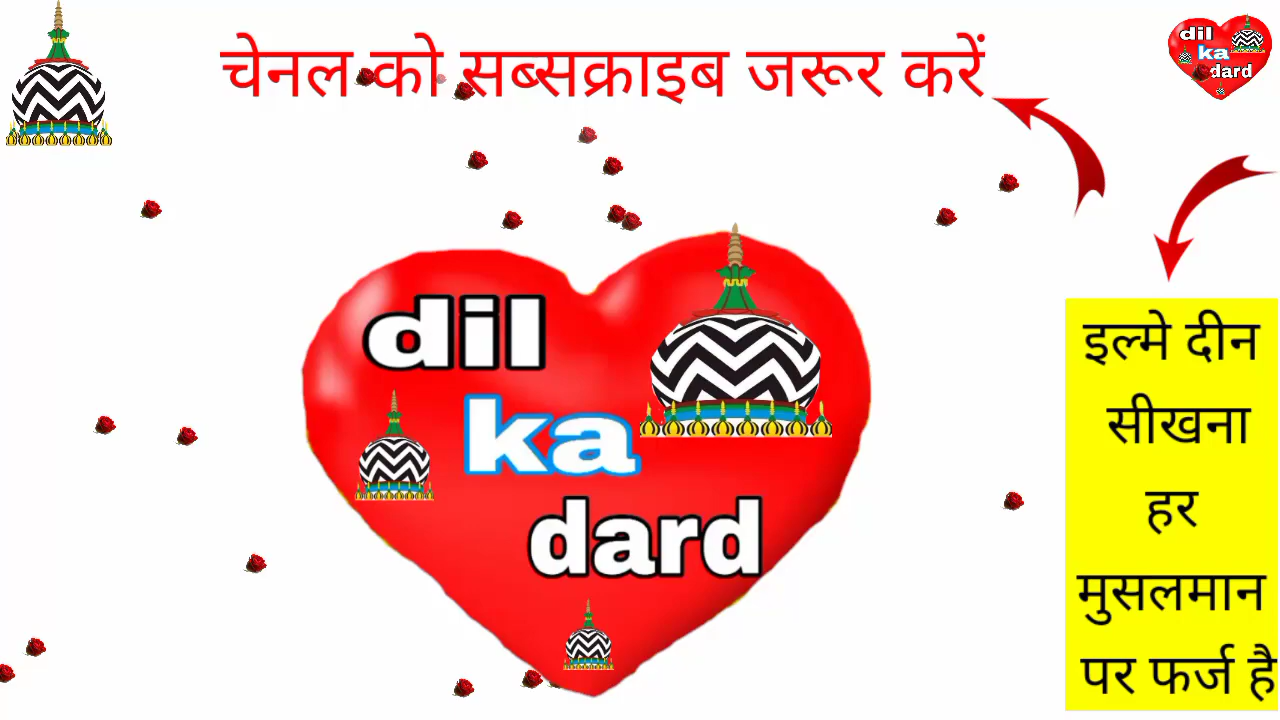 चेनल को सब्सक्राइब जरूर करें
dil
ka
dard
dil
ka
dard
इल्मे दीन
सीखना
हर
मुसलमान
पर फर्ज है